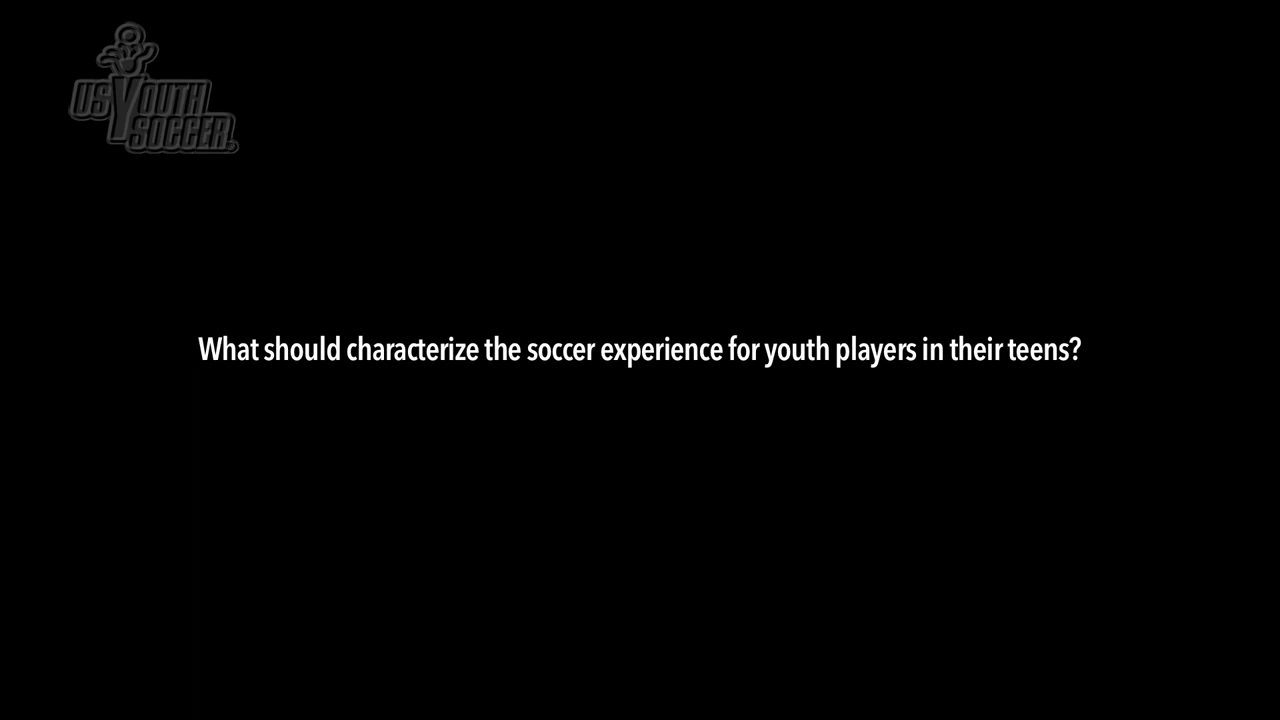 US YOUTH
SOCCER
What should characterize the soccer experience for youth players in their teens?